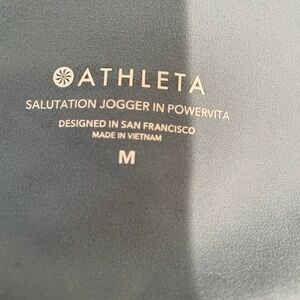 ATHLETA
SALUTATION JOGGER IN POWERVITA
DESIGNED IN SAN FRANCISCO
MADE IN VIETNAM
M